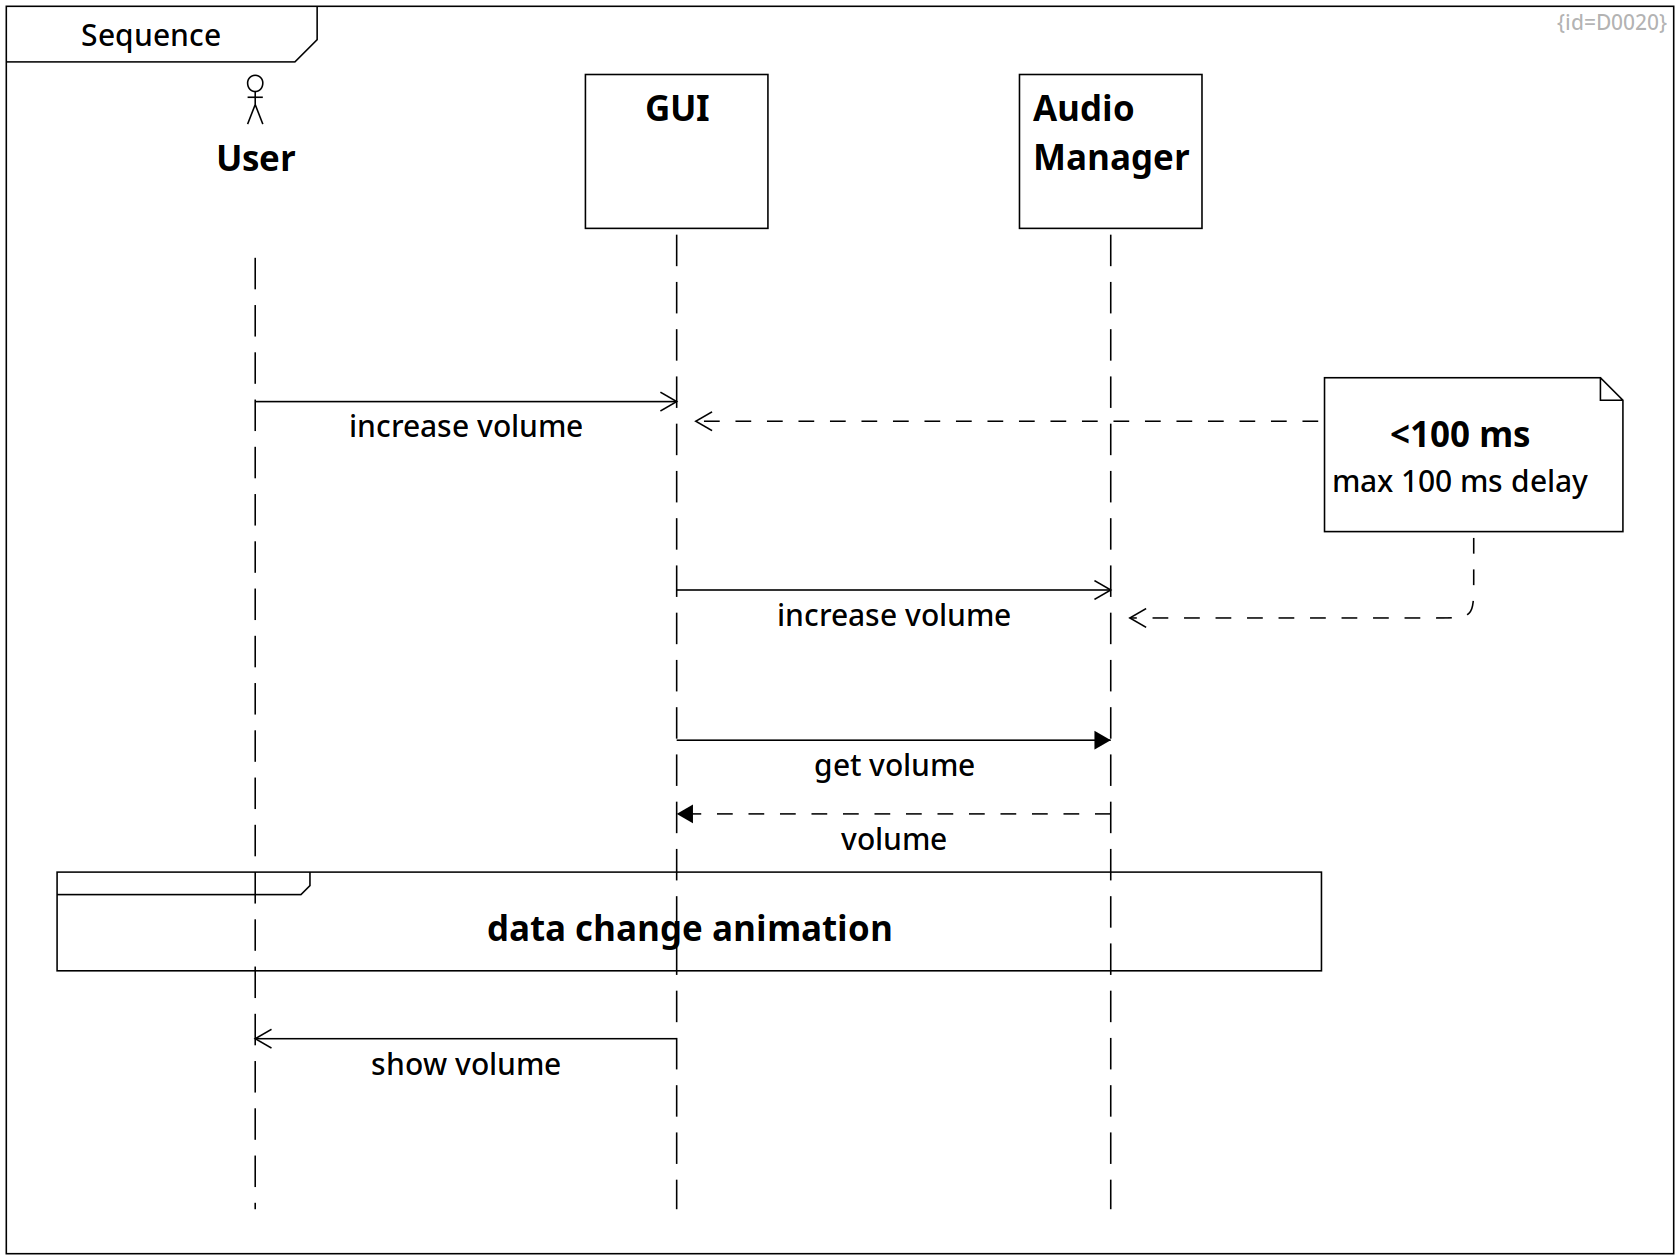 Sequence
{id=D0020}
User
GUI
Audio
Manager
increase volume
<100 ms
max 100 ms delay
increase volume
get volume
volume
data change animation
show volume